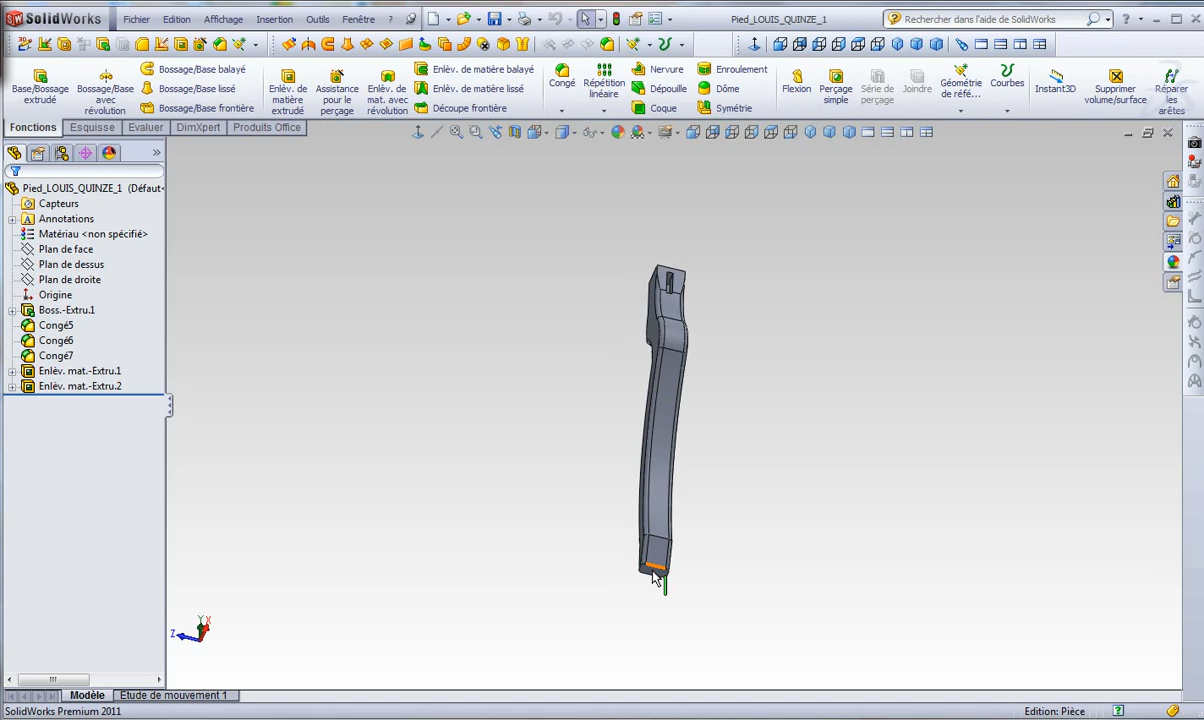 SolidWorks Fichier Edition Affichage Insertion Outils Fenêtre ? Pied_LOUIS_QUINZE_1 Rechercher dans l'aide de SolidWorks ?
Base/Bossage extrudé
Bossage/Base avec révolution
Bossage/Base balayé
Bossage/Base lissé
Bossage/Base frontière
Enlèv. de matière extrudé
Assistance pour le perçage
Enlèv. de mat. avec révolution
Enlèv. de matière balayé
Enlèv. de matière lissé
Découpe frontière
Congé
Répétition linéaire
Nervure
Dépouille
Coque
Enroulement
Dôme
Symétrie
Flexion
Perçage simple
Série de perçage
Joindre
Géométrie de réfé...
Courbes
Instant3D
Supprimer volume/surface
Réparer les arêtes
Fonctions Esquisse Evaluer DimXpert Produits Office
Pied_LOUIS_QUINZE_1 (Défaut<
Capteurs
Annotations
Matériau <non spécifié>
Plan de face
Plan de dessus
Plan de droite
Origine
Boss.-Extru.1
Congé5
Congé6
Congé7
Enlèv. mat.-Extru.1
Enlèv. mat.-Extru.2
Y X
Z
Modèle Etude de mouvement 1
SolidWorks Premium 2011 Edition: Pièce ?